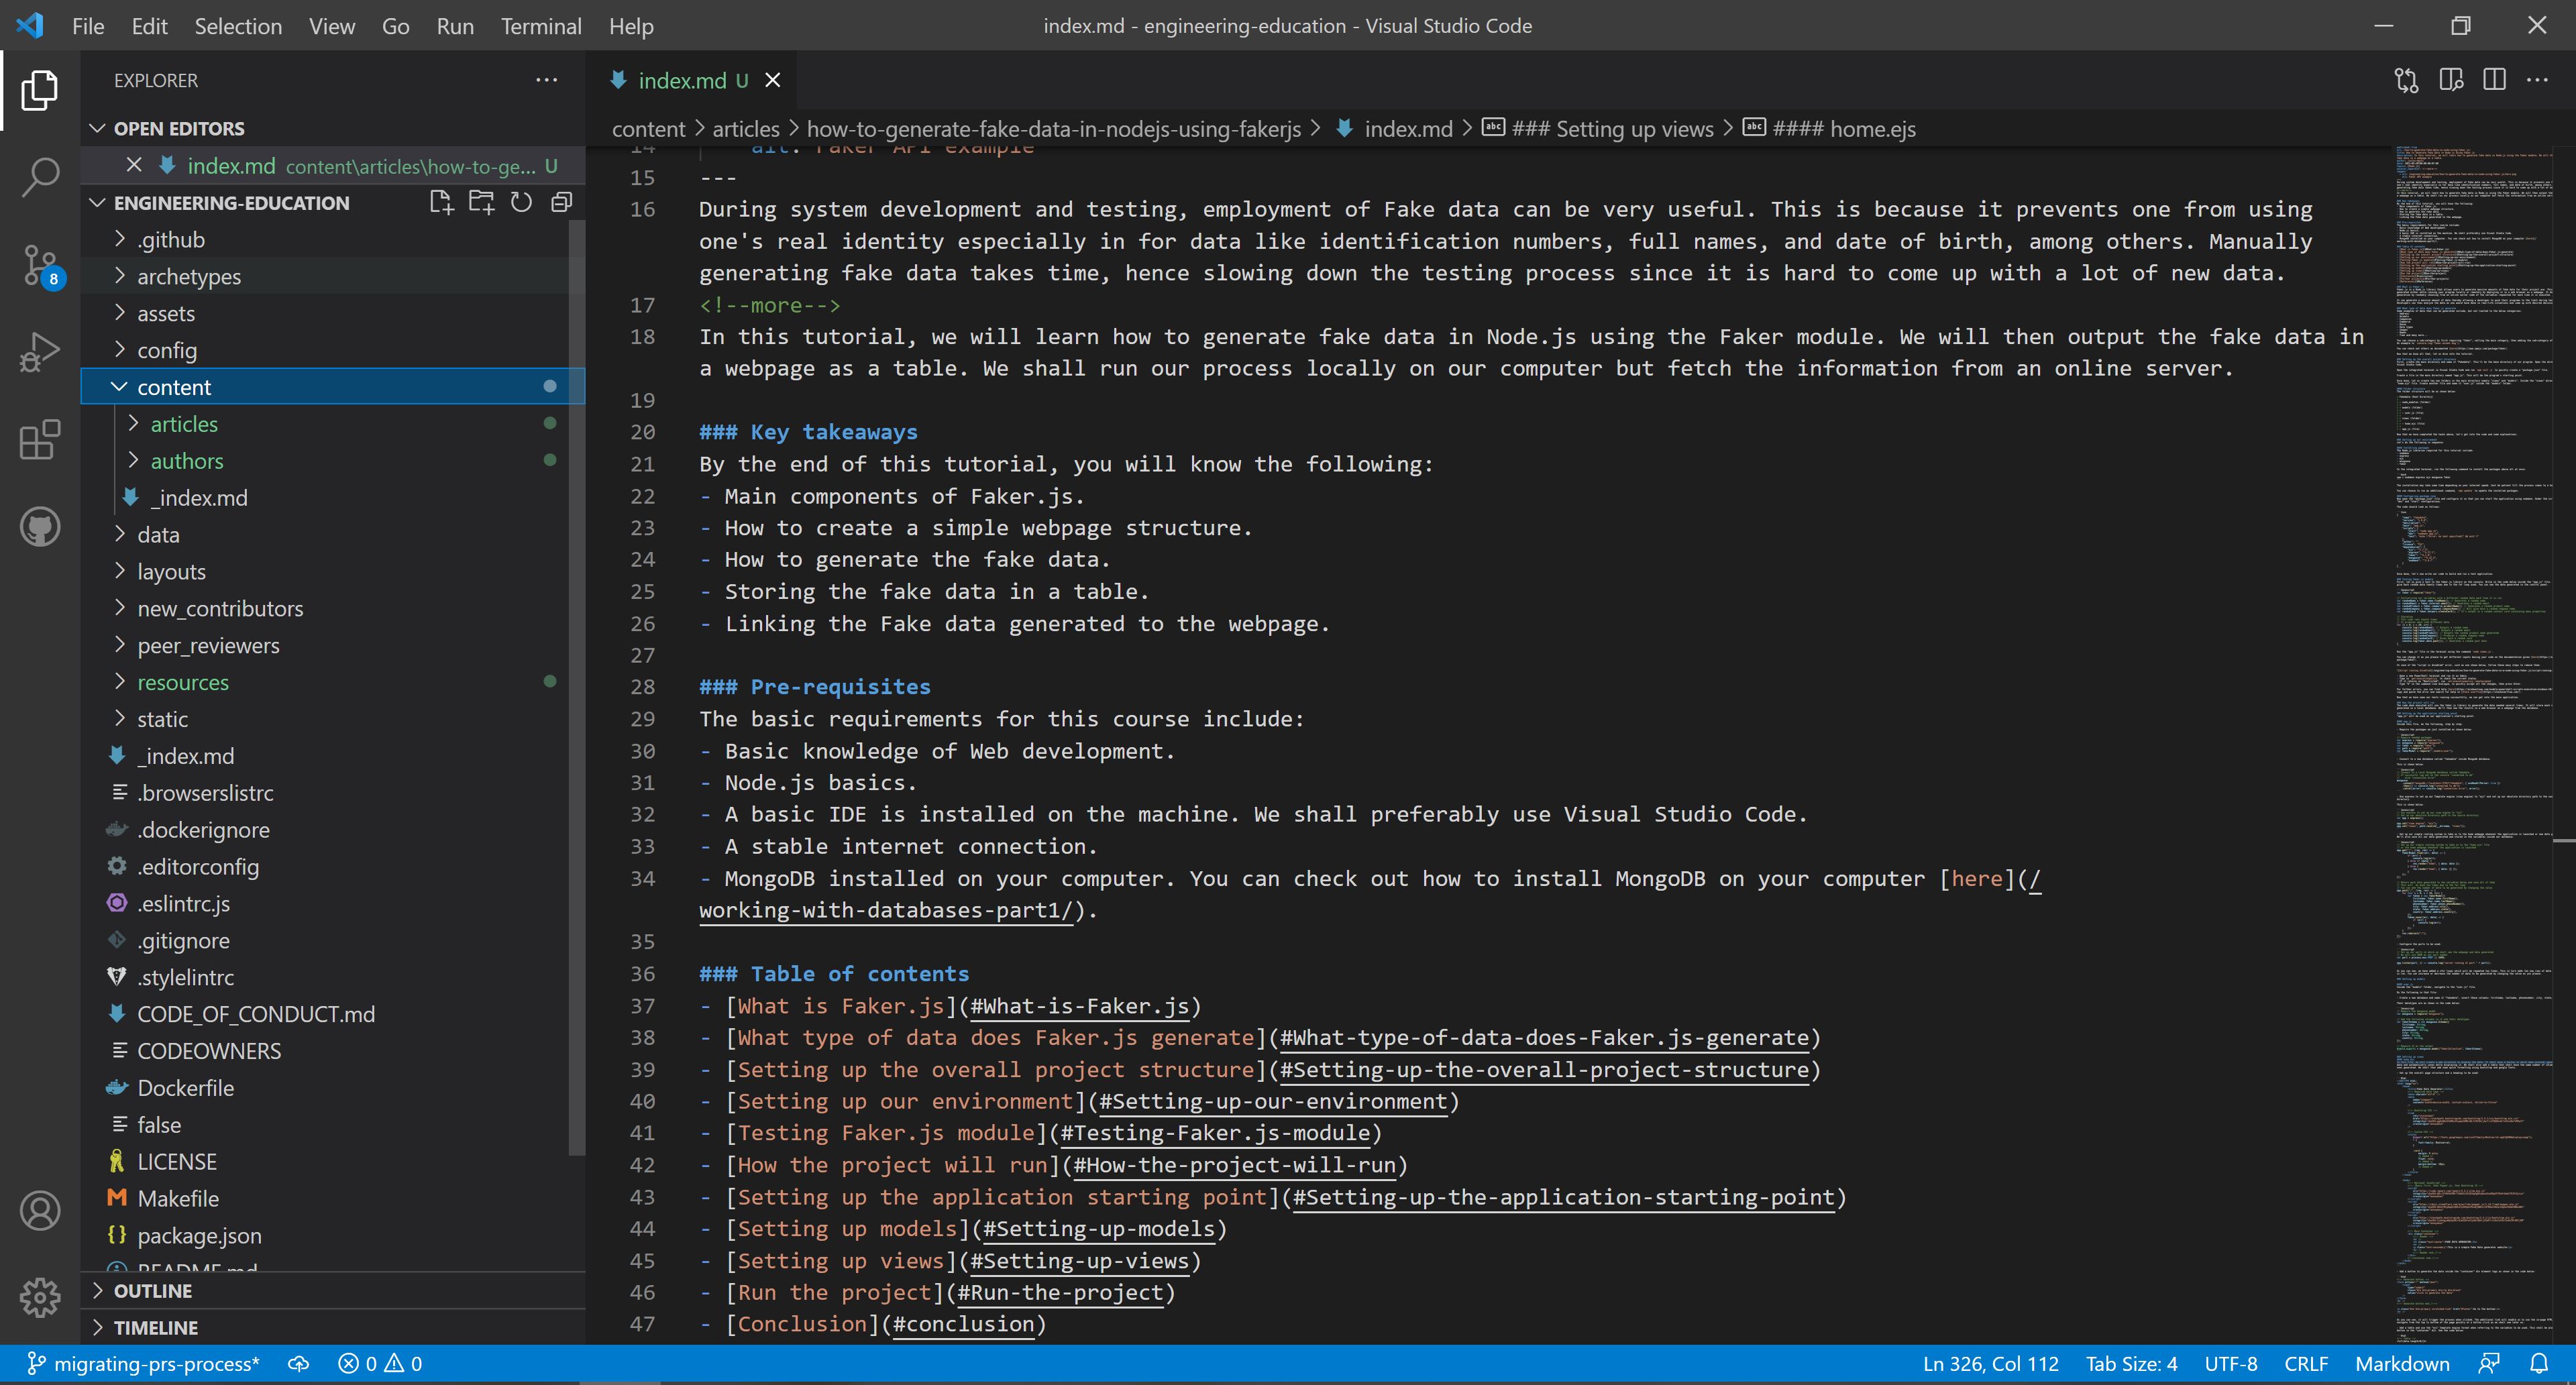 File Edit Selection View Go Run Terminal Help
index.md - engineering-education - Visual Studio Code
EXPLORER
OPEN EDITORS
index.md content\articles\how-to-ge... U
ENGINEERING-EDUCATION
.github
archetypes
assets
config
content
articles
authors
_index.md
data
layouts
new_contributors
peer_reviewers
resources
static
_index.md
.browserslistrc
.dockerignore
.editorconfig
.eslintrc.js
.gitignore
.stylelintrc
CODE_OF_CONDUCT.md
CODEOWNERS
Dockerfile
false
LICENSE
Makefile
package.json
README.md
OUTLINE
TIMELINE
8
index.md U
content > articles > how-to-generate-fake-data-in-nodejs-using-fakerjs > index.md > ### Setting up views > #### home.ejs
14 alt: Faker API example
15 ---
16 During system development and testing, employment of Fake data can be very useful. This is because it prevents one from using
one's real identity especially in for data like identification numbers, full names, and date of birth, among others. Manually
generating fake data takes time, hence slowing down the testing process since it is hard to come up with a lot of new data.
17 <!--more-->
18 In this tutorial, we will learn how to generate fake data in Node.js using the Faker module. We will then output the fake data in
a webpage as a table. We shall run our process locally on our computer but fetch the information from an online server.
19
20 ### Key takeaways
21 By the end of this tutorial, you will know the following:
22 - Main components of Faker.js.
23 - How to create a simple webpage structure.
24 - How to generate the fake data.
25 - Storing the fake data in a table.
26 - Linking the Fake data generated to the webpage.
27
28 ### Pre-requisites
29 The basic requirements for this course include:
30 - Basic knowledge of Web development.
31 - Node.js basics.
32 - A basic IDE is installed on the machine. We shall preferably use Visual Studio Code.
33 - A stable internet connection.
34 - MongoDB installed on your computer. You can check out how to install MongoDB on your computer [here](/
working-with-databases-part1/).
35
36 ### Table of contents
37 - [What is Faker.js](#What-is-Faker.js)
38 - [What type of data does Faker.js generate](#What-type-of-data-does-Faker.js-generate)
39 - [Setting up the overall project structure](#Setting-up-the-overall-project-structure)
40 - [Setting up our environment](#Setting-up-our-environment)
41 - [Testing Faker.js module](#Testing-Faker.js-module)
42 - [How the project will run](#How-the-project-will-run)
43 - [Setting up the application starting point](#Setting-up-the-application-starting-point)
44 - [Setting up models](#Setting-up-models)
45 - [Setting up views](#Setting-up-views)
46 - [Run the project](#Run-the-project)
47 - [Conclusion](#conclusion)
migrating-prs-process* 0 0 Ln 326, Col 112 Tab Size: 4 UTF-8 CRLF Markdown